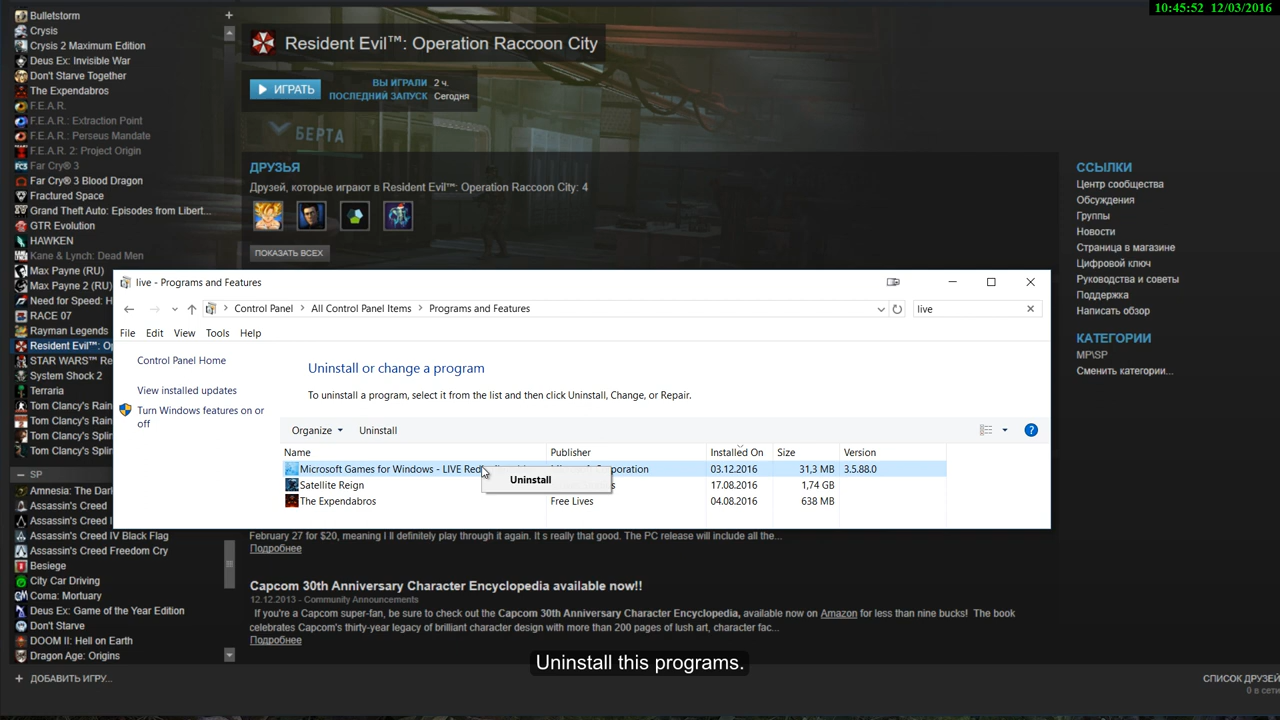 10:45:52 12/03/2016
Bulletstorm
Crysis
Crysis 2 Maximum Edition
Deus Ex: Invisible War
Don't Starve Together
The Expendabros
F.E.A.R.
F.E.A.R.: Extraction Point
F.E.A.R.: Perseus Mandate
F.E.A.R. 2: Project Origin
Far Cry® 3
Far Cry® 3 Blood Dragon
Fractured Space
Grand Theft Auto: Episodes from Libert...
GTR Evolution
HAWKEN
Kane & Lynch: Dead Men
Max Payne (RU)
Max Payne 2 (RU)
Need for Speed: H
RACE 07
Rayman Legends
Resident Evil™: Op
STAR WARS™ Re
System Shock 2
Terraria
Tom Clancy's Rain
Tom Clancy's Rain
Tom Clancy's Splin
Tom Clancy's Splin
SP
Amnesia: The Dar
Assassin's Creed
Assassin's Creed I
Assassin's Creed IV Black Flag
Assassin's Creed Freedom Cry
Besiege
City Car Driving
Coma: Mortuary
Deus Ex: Game of the Year Edition
Don't Starve
DOOM II: Hell on Earth
Dragon Age: Origins
+ ДОБАВИТЬ ИГРУ...
Resident Evil™: Operation Raccoon City
ИГРАТЬ
ВЫ ИГРАЛИ 2 ч.
ПОСЛЕДНИЙ ЗАПУСК Сегодня
БЕРТА
ДРУЗЬЯ
Друзей, которые играют в Resident Evil™: Operation Raccoon City: 4
ПОКАЗАТЬ ВСЕХ
ССЫЛКИ
Центр сообщества
Обсуждения
Группы
Новости
Страница в магазине
Цифровой ключ
Руководства и советы
Поддержка
Написать обзор
КАТЕГОРИИ
MP\SP
Сменить категории...
live - Programs and Features
Control Panel > All Control Panel Items > Programs and Features
live
File Edit View Tools Help
Control Panel Home
View installed updates
Turn Windows features on or
off
Uninstall or change a program
To uninstall a program, select it from the list and then click Uninstall, Change, or Repair.
Organize Uninstall
Name Publisher Installed On Size Version
Microsoft Games for Windows - LIVE 03.12.2016 31,3 MB 3.5.88.0
Uninstall
Satellite Reign 17.08.2016 1,74 GB
The Expendabros Free Lives 04.08.2016 638 MB
February 27 for $20, meaning I ll definitely play through it again. It s really that good. The PC release will include all the...
Подробнее
Capcom 30th Anniversary Character Encyclopedia available now!!
12.12.2013 - Community Announcements
If you're a Capcom super-fan, be sure to check out the Capcom 30th Anniversary Character Encyclopedia, available now on Amazon for less than nine bucks! The book
celebrates Capcom's thirty-year legacy of brilliant character design with more than 200 pages of lush art, character fac...
Подробнее
Uninstall this programs.
СПИСОК ДРУЗЕЙ
0 в сети